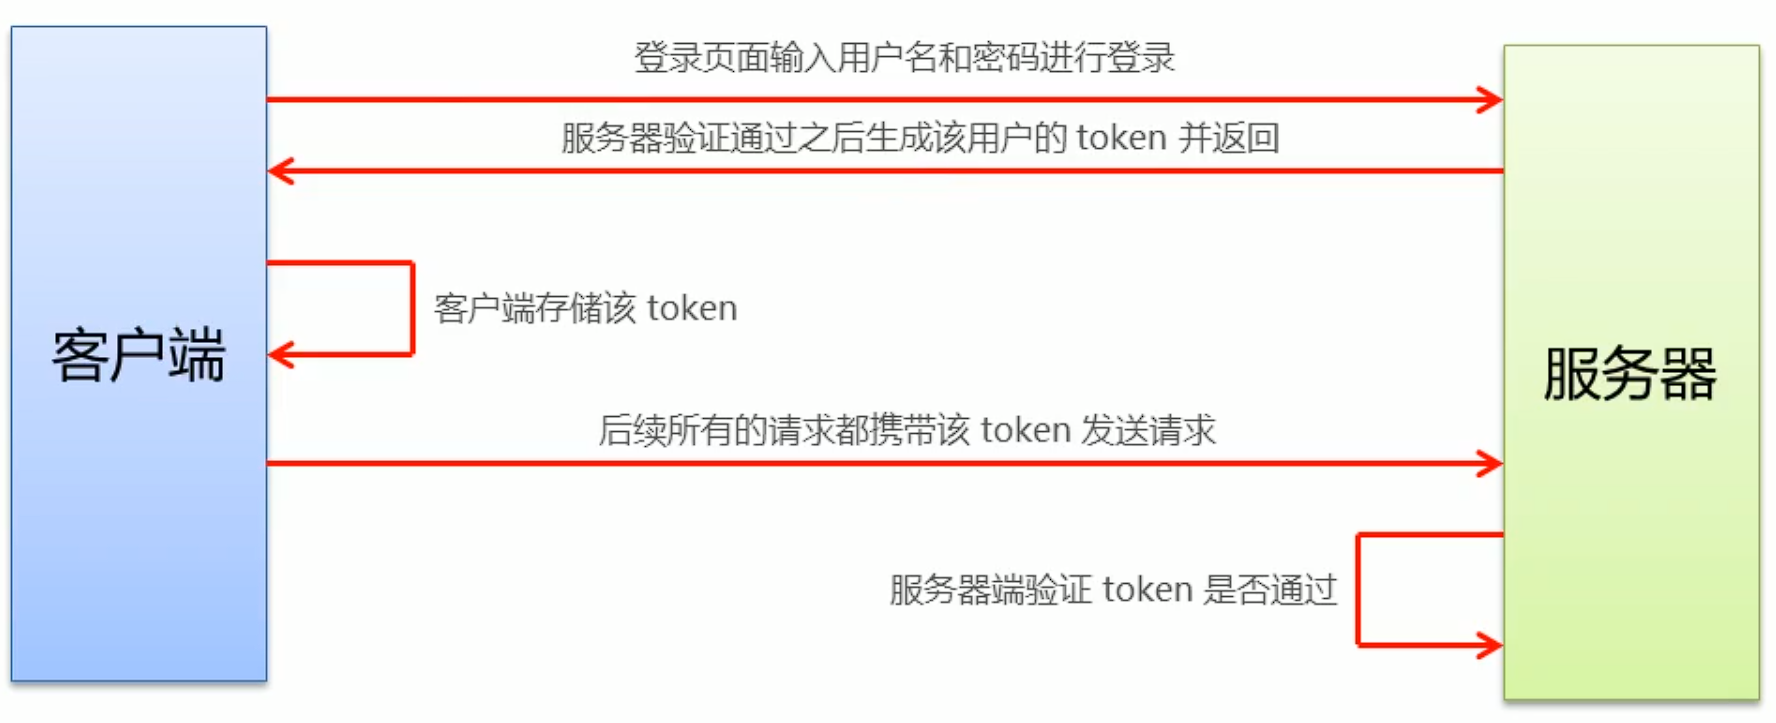 登录页面输入用户名和密码进行登录
服务器验证通过之后生成该用户的 token 并返回
客户端存储该 token
客户端
服务器
后续所有的请求都携带该 token 发送请求
服务器端验证 token 是否通过